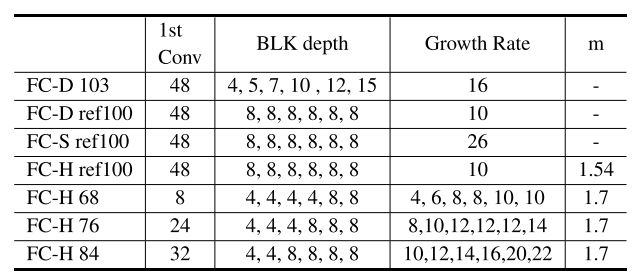 1st Conv BLK depth Growth Rate m
FC-D 103 48 4, 5, 7, 10 , 12, 15 16 -
FC-D ref100 48 8, 8, 8, 8, 8, 8 10 -
FC-S ref100 48 8, 8, 8, 8, 8, 8 26 -
FC-H ref100 48 8, 8, 8, 8, 8, 8 10 1.54
FC-H 68 8 4, 4, 4, 4, 8, 8 4, 6, 8, 8, 10, 10 1.7
FC-H 76 24 4, 4, 4, 8, 8, 8 8,10,12,12,12,14 1.7
FC-H 84 32 4, 4, 8, 8, 8, 8 10,12,14,16,20,22 1.7